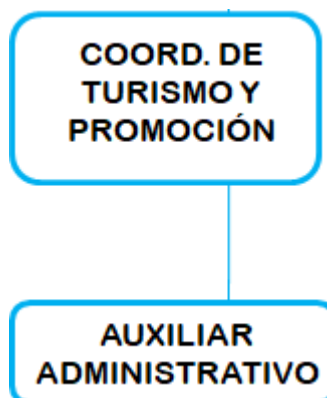 COORD. DE
TURISMO Y
PROMOCIÓN
AUXILIAR
ADMINISTRATIVO